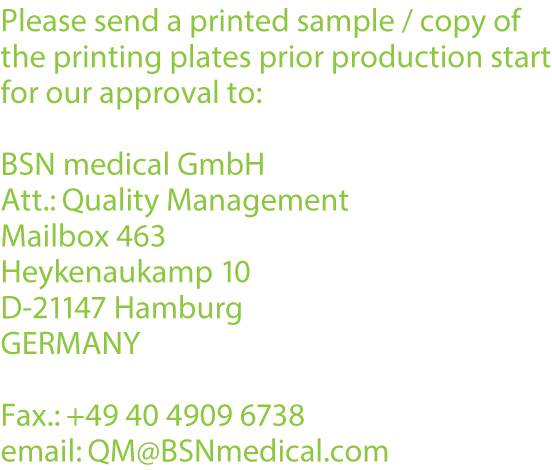 Please send a printed sample / copy of
the printing plates prior production start
for our approval to:
BSN medical GmbH
Att.: Quality Management
Mailbox 463
Heykenaukamp 10
D-21147 Hamburg
GERMANY
Fax.: +49 40 4909 6738
email: QM@BSNmedical.com